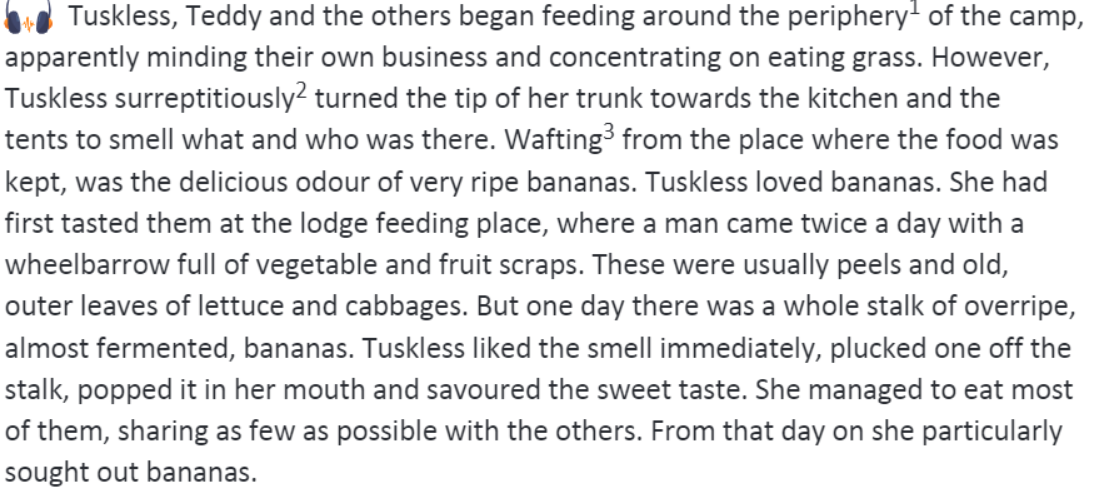 Tuskless, Teddy and the others began feeding around the periphery¹ of the camp,
apparently minding their own business and concentrating on eating grass. However,
Tuskless surreptitiously² turned the tip of her trunk towards the kitchen and the
tents to smell what and who was there. Wafting³ from the place where the food was
kept, was the delicious odour of very ripe bananas. Tuskless loved bananas. She had
first tasted them at the lodge feeding place, where a man came twice a day with a
wheelbarrow full of vegetable and fruit scraps. These were usually peels and old,
outer leaves of lettuce and cabbages. But one day there was a whole stalk of overripe,
almost fermented, bananas. Tuskless liked the smell immediately, plucked one off the
stalk, popped it in her mouth and savoured the sweet taste. She managed to eat most
of them, sharing as few as possible with the others. From that day on she particularly
sought out bananas.